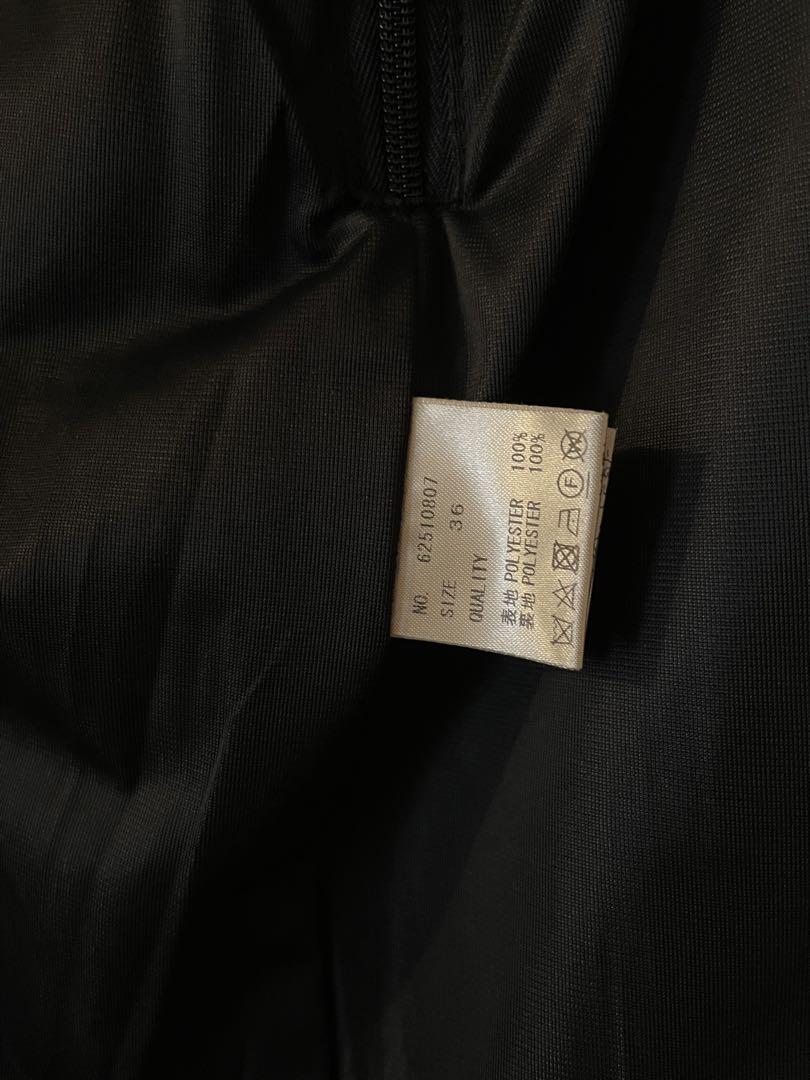 NO. 62510807
SIZE 36
QUALITY
表地 POLYESTER 100%
裏地 POLYESTER 100%
F